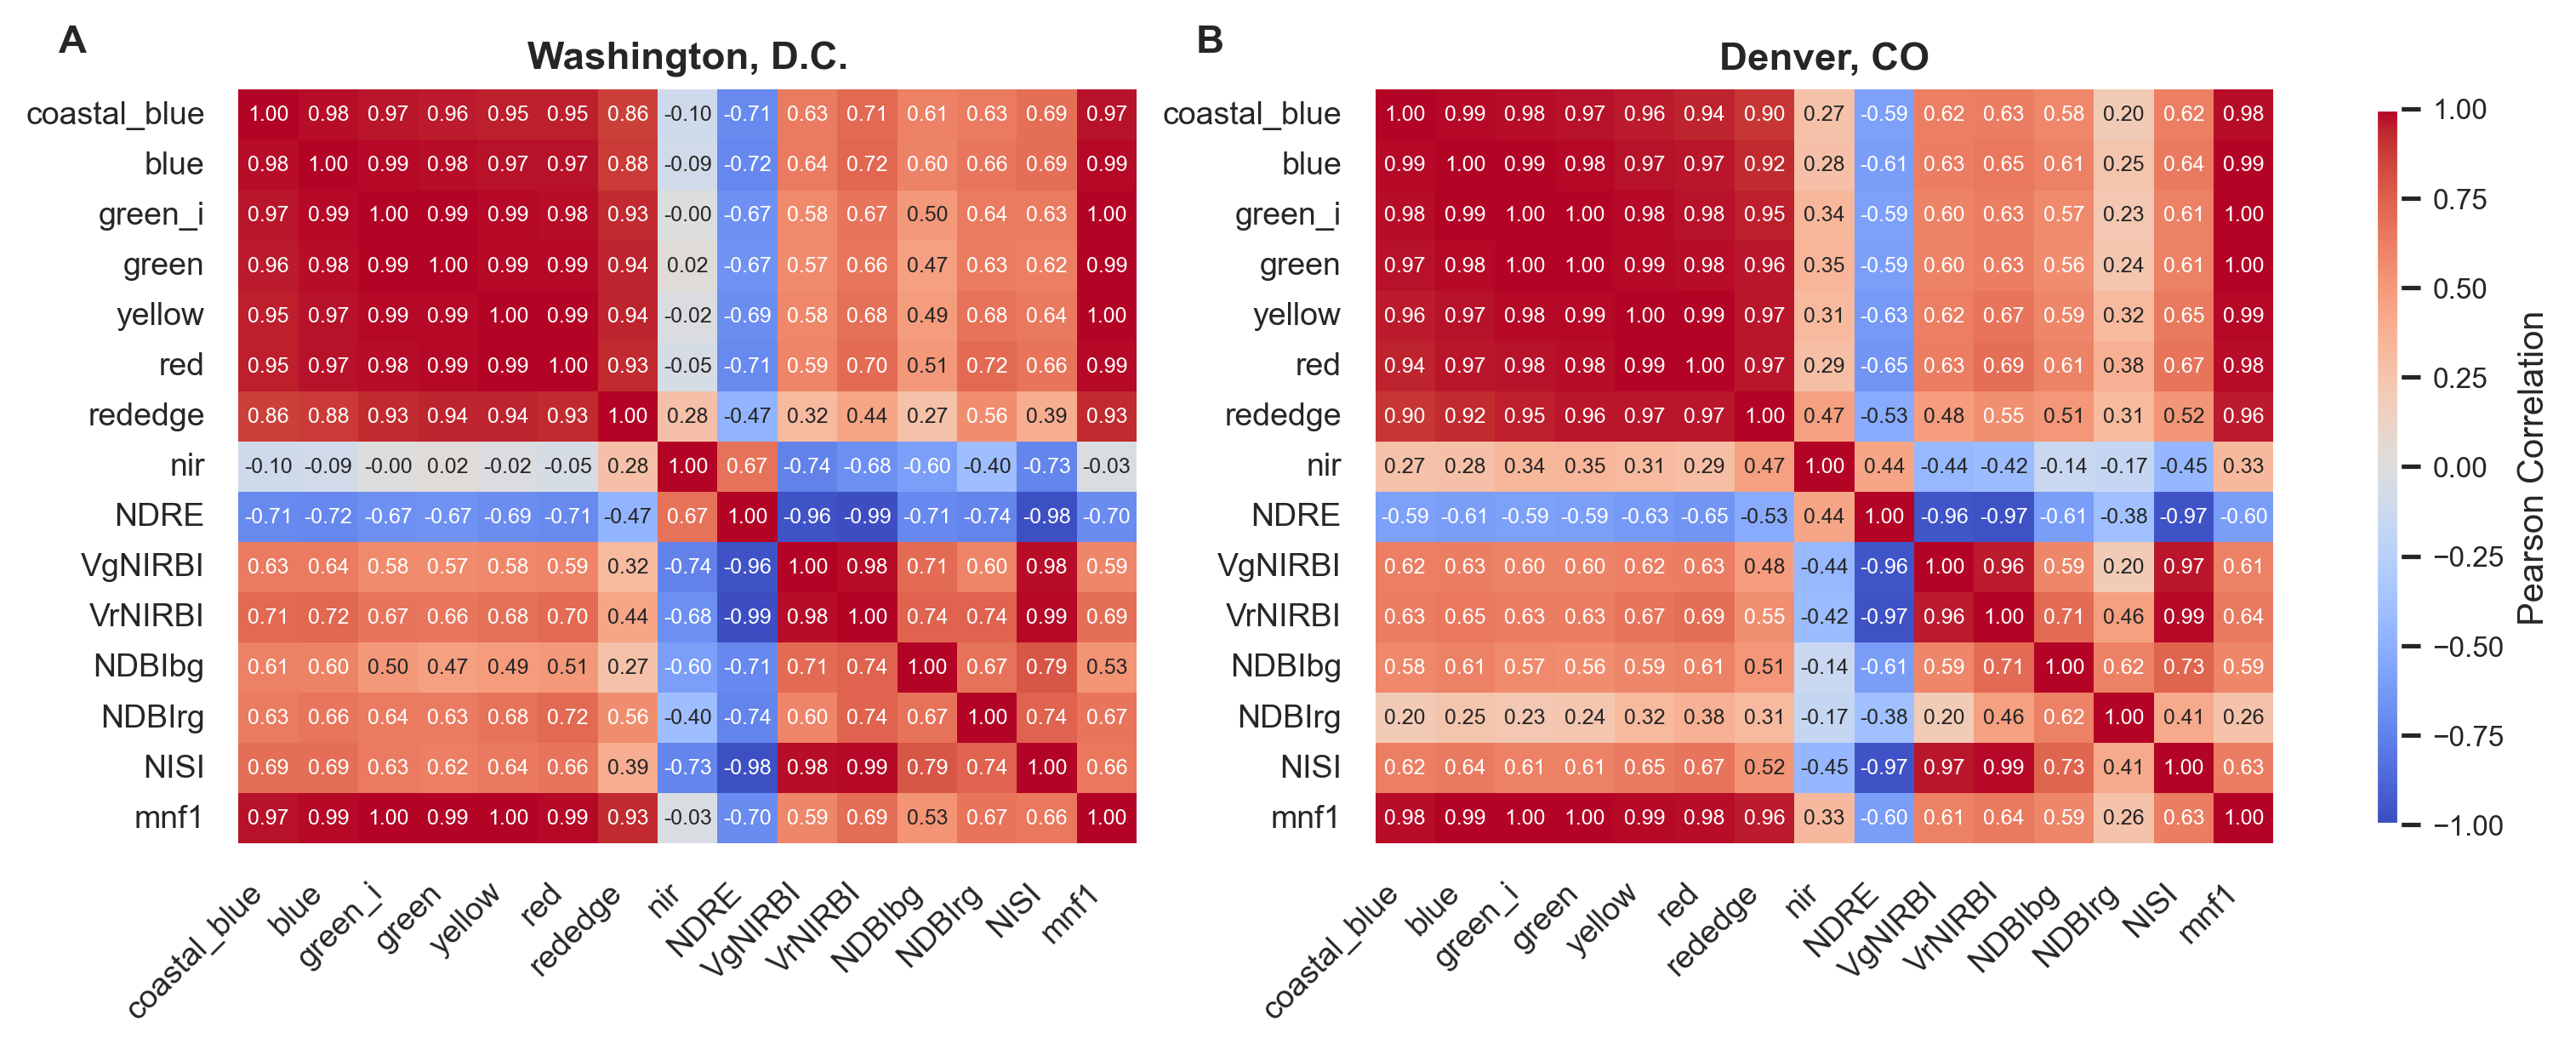 A
Washington, D.C.
coastal_blue 1.00 0.98 0.97 0.96 0.95 0.95 0.86 -0.10 -0.71 0.63 0.71 0.61 0.63 0.69 0.97
blue 0.98 1.00 0.99 0.98 0.97 0.97 0.88 -0.09 -0.72 0.64 0.72 0.60 0.66 0.69 0.99
green_i 0.97 0.99 1.00 0.99 0.99 0.98 0.93 -0.00 -0.67 0.58 0.67 0.50 0.64 0.63 1.00
green 0.96 0.98 0.99 1.00 0.99 0.99 0.94 0.02 -0.67 0.57 0.66 0.47 0.63 0.62 0.99
yellow 0.95 0.97 0.99 0.99 1.00 0.99 0.94 -0.02 -0.69 0.58 0.68 0.49 0.68 0.64 1.00
red 0.95 0.97 0.98 0.99 0.99 1.00 0.93 -0.05 -0.71 0.59 0.70 0.51 0.72 0.66 0.99
rededge 0.86 0.88 0.93 0.94 0.94 0.93 1.00 0.28 -0.47 0.32 0.44 0.27 0.56 0.39 0.93
nir -0.10 -0.09 -0.00 0.02 -0.02 -0.05 0.28 1.00 0.67 -0.74 -0.68 -0.60 -0.40 -0.73 -0.03
NDRE -0.71 -0.72 -0.67 -0.67 -0.69 -0.71 -0.47 0.67 1.00 -0.96 -0.99 -0.71 -0.74 -0.98 -0.70
VgNIRBI 0.63 0.64 0.58 0.57 0.58 0.59 0.32 -0.74 -0.96 1.00 0.98 0.71 0.60 0.98 0.59
VrNIRBI 0.71 0.72 0.67 0.66 0.68 0.70 0.44 -0.68 -0.99 0.98 1.00 0.74 0.74 0.99 0.69
NDBIbg 0.61 0.60 0.50 0.47 0.49 0.51 0.27 -0.60 -0.71 0.71 0.74 1.00 0.67 0.79 0.53
NDBIrg 0.63 0.66 0.64 0.63 0.68 0.72 0.56 -0.40 -0.74 0.60 0.74 0.67 1.00 0.74 0.67
NISI 0.69 0.69 0.63 0.62 0.64 0.66 0.39 -0.73 -0.98 0.98 0.99 0.79 0.74 1.00 0.66
mnf1 0.97 0.99 1.00 0.99 1.00 0.99 0.93 -0.03 -0.70 0.59 0.69 0.53 0.67 0.66 1.00
coastal_blue blue green_i green yellow red rededge nir NDRE VgNIRBI VrNIRBI NDBIbg NDBIrg NISI mnf1
B
Denver, CO
coastal_blue 1.00 0.99 0.98 0.97 0.96 0.94 0.90 0.27 -0.59 0.62 0.63 0.58 0.20 0.62 0.98
blue 0.99 1.00 0.99 0.98 0.97 0.97 0.92 0.28 -0.61 0.63 0.65 0.61 0.25 0.64 0.99
green_i 0.98 0.99 1.00 1.00 0.98 0.98 0.95 0.34 -0.59 0.60 0.63 0.57 0.23 0.61 1.00
green 0.97 0.98 1.00 1.00 0.99 0.98 0.96 0.35 -0.59 0.60 0.63 0.56 0.24 0.61 1.00
yellow 0.96 0.97 0.98 0.99 1.00 0.99 0.97 0.31 -0.63 0.62 0.67 0.59 0.32 0.65 0.99
red 0.94 0.97 0.98 0.98 0.99 1.00 0.97 0.29 -0.65 0.63 0.69 0.61 0.38 0.67 0.98
rededge 0.90 0.92 0.95 0.96 0.97 0.97 1.00 0.47 -0.53 0.48 0.55 0.51 0.31 0.52 0.96
nir 0.27 0.28 0.34 0.35 0.31 0.29 0.47 1.00 0.44 -0.44 -0.42 -0.14 -0.17 -0.45 0.33
NDRE -0.59 -0.61 -0.59 -0.59 -0.63 -0.65 -0.53 0.44 1.00 -0.96 -0.97 -0.61 -0.38 -0.97 -0.60
VgNIRBI 0.62 0.63 0.60 0.60 0.62 0.63 0.48 -0.44 -0.96 1.00 0.96 0.59 0.20 0.97 0.61
VrNIRBI 0.63 0.65 0.63 0.63 0.67 0.69 0.55 -0.42 -0.97 0.96 1.00 0.71 0.46 0.99 0.64
NDBIbg 0.58 0.61 0.57 0.56 0.59 0.61 0.51 -0.14 -0.61 0.59 0.71 1.00 0.62 0.73 0.59
NDBIrg 0.20 0.25 0.23 0.24 0.32 0.38 0.31 -0.17 -0.38 0.20 0.46 0.62 1.00 0.41 0.26
NISI 0.62 0.64 0.61 0.61 0.65 0.67 0.52 -0.45 -0.97 0.97 0.99 0.73 0.41 1.00 0.63
mnf1 0.98 0.99 1.00 1.00 0.99 0.98 0.96 0.33 -0.60 0.61 0.64 0.59 0.26 0.63 1.00
coastal_blue blue green_i green yellow red rededge nir NDRE VgNIRBI VrNIRBI NDBIbg NDBIrg NISI mnf1
1.00
0.75
0.50
0.25
0.00
−0.25
−0.50
−0.75
−1.00
Pearson Correlation